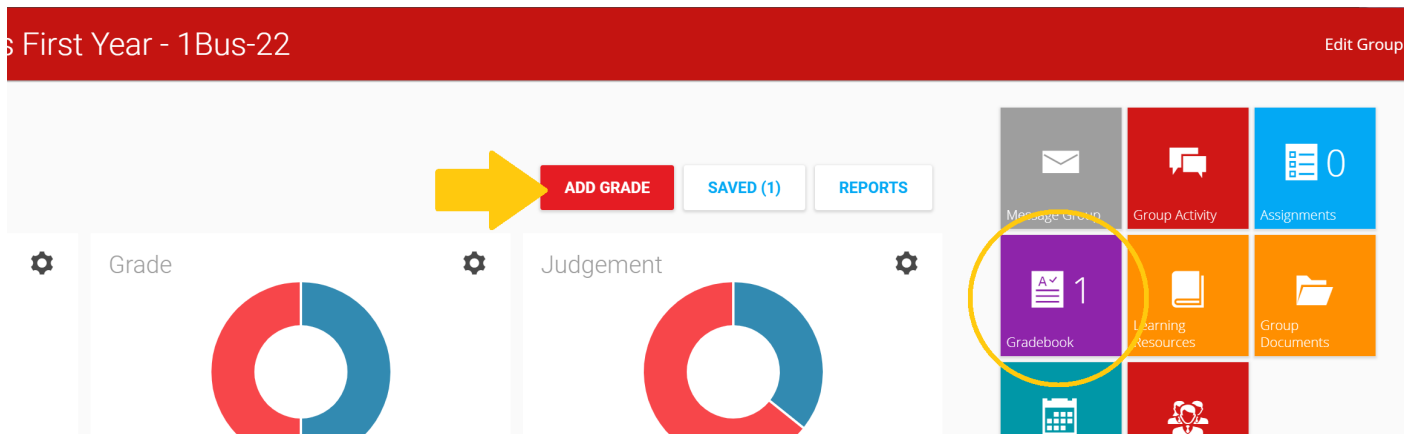 s First Year - 1Bus-22
Edit Group
ADD GRADE
SAVED (1)
REPORTS
Message Group
Group Activity
0
Assignments
Grade
Judgement
A
1
Gradebook
Learning
Resources
Group
Documents